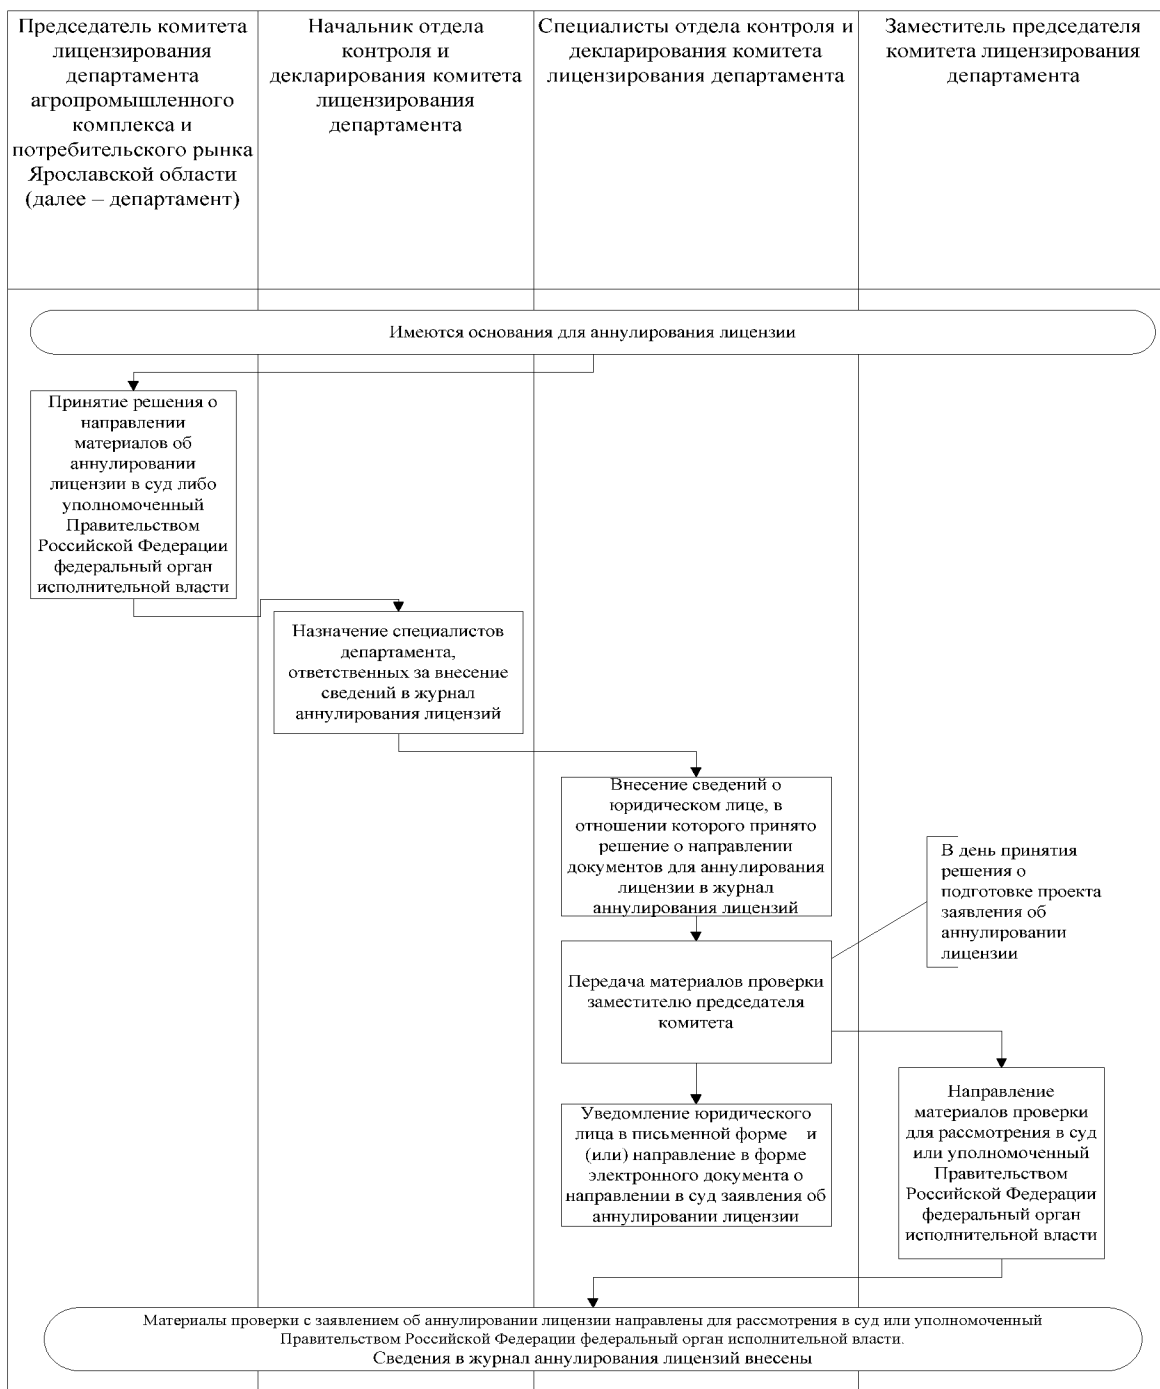 Председатель комитета
лицензирования
департамента
агропромышленного
комплекса и
потребительского рынка
Ярославской области
(далее – департамент)
Начальник отдела
контроля и
декларирования комитета
лицензирования
департамента
Специалисты отдела контроля и
декларирования комитета
лицензирования департамента
Заместитель председателя
комитета лицензирования
департамента
Имеются основания для аннулирования лицензии
Принятие решения о
направлении
материалов об
аннулировании
лицензии в суд либо
уполномоченный
Правительством
Российской Федерации
федеральный орган
исполнительной власти
Назначение специалистов
департамента,
ответственных за внесение
сведений в журнал
аннулирования лицензий
Внесение сведений о
юридическом лице, в
отношении которого принято
решение о направлении
документов для аннулирования
лицензии в журнал
аннулирования лицензий
В день принятия
решения о
подготовке проекта
заявления об
аннулировании
лицензии
Передача материалов проверки
заместителю председателя
комитета
Уведомление юридического
лица в письменной форме и
(или) направление в форме
электронного документа о
направлении в суд заявления об
аннулировании лицензии
Направление
материалов проверки
для рассмотрения в суд
или уполномоченный
Правительством
Российской Федерации
федеральный орган
исполнительной власти
Материалы проверки с заявлением об аннулировании лицензии направлены для рассмотрения в суд или уполномоченный
Правительством Российской Федерации федеральный орган исполнительной власти.
Сведения в журнал аннулирования лицензий внесены